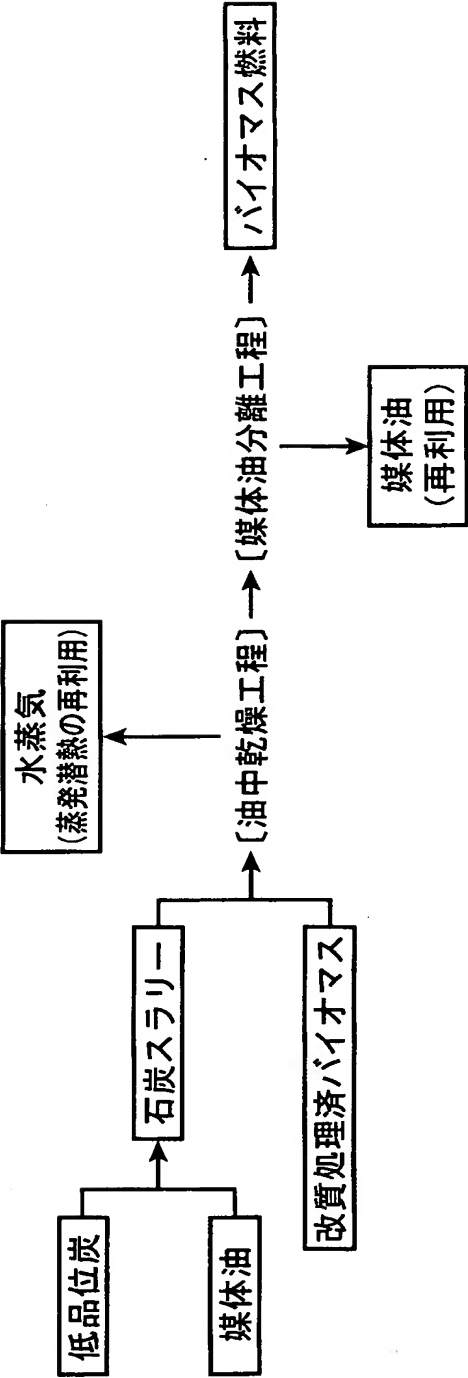 低品位炭
媒体油
石炭スラリー
改質処理済バイオマス
水蒸気
(蒸発潜熱の再利用)
〔油中乾燥工程〕
〔媒体油分離工程〕
媒体油
(再利用)
バイオマス燃料